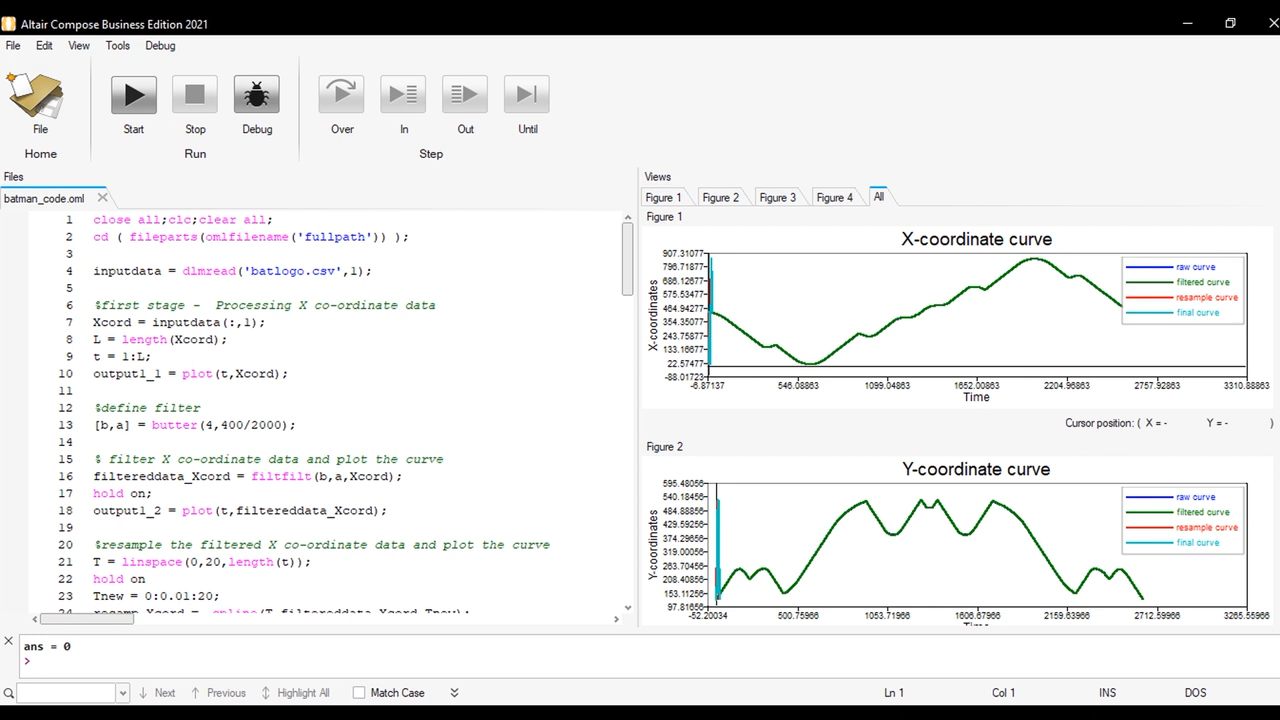 Altair Compose Business Edition 2021
File Edit View Tools Debug
File Start Stop Debug Over In Out Until
Home Run Step
Files
batman_code.oml
1 close all;clc;clear all;
2 cd ( fileparts(omlfilename('fullpath')) );
3
4 inputdata = dlmread('batlogo.csv',1);
5
6 %first stage - Processing X co-ordinate data
7 Xcord = inputdata(:,1);
8 L = length(Xcord);
9 t = 1:L;
10 output1_1 = plot(t,Xcord);
11
12 %define filter
13 [b,a] = butter(4,400/2000);
14
15 % filter X co-ordinate data and plot the curve
16 filtereddata_Xcord = filtfilt(b,a,Xcord);
17 hold on;
18 output1_2 = plot(t,filtereddata_Xcord);
19
20 %resample the filtered X co-ordinate data and plot the curve
21 T = linspace(0,20,length(t));
22 hold on
23 Tnew = 0:0.01:20;
Views
Figure 1 Figure 2 Figure 3 Figure 4 All
Figure 1
X-coordinate curve
X-coordinates
907.31077
796.71877
686.12677
575.53477
464.94277
354.35077
243.75877
133.16677
22.57477
-88.01723
-6.87137 546.08863 1099.04863 1652.00863 2204.96863 2757.92863 3310.88863
Time
raw curve
filtered curve
resample curve
final curve
Cursor position: ( X = - Y = - )
Figure 2
Y-coordinate curve
Y-coordinates
595.48056
540.18456
484.88856
429.59256
374.29656
319.00056
263.70456
208.40856
153.11256
97.81656
-52.20034 500.75966 1053.71966 1606.67966 2159.63966 2712.59966 3265.55966
raw curve
filtered curve
resample curve
final curve
ans = 0
>
Next Previous Highlight All Match Case Ln 1 Col 1 INS DOS